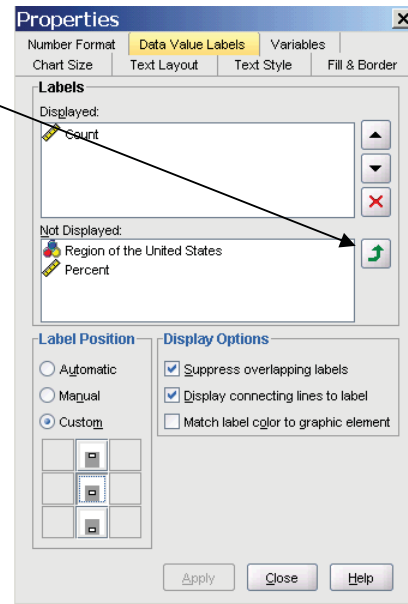 Properties
Number Format Data Value Labels Variables
Chart Size Text Layout Text Style Fill & Border
Labels
Displayed:
Count
Not Displayed:
Region of the United States
Percent
Label Position
Automatic
Manual
Custom
Display Options
Suppress overlapping labels
Display connecting lines to label
Match label color to graphic element
Apply Close Help